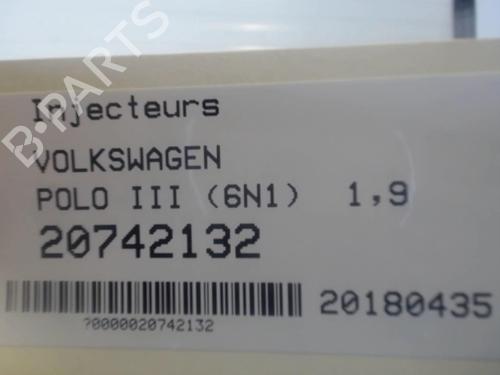 Injecteurs
VOLKSWAGEN
POLO III (6N1) 1,9
20742132
20180435
?0000020742132
B-PARTS